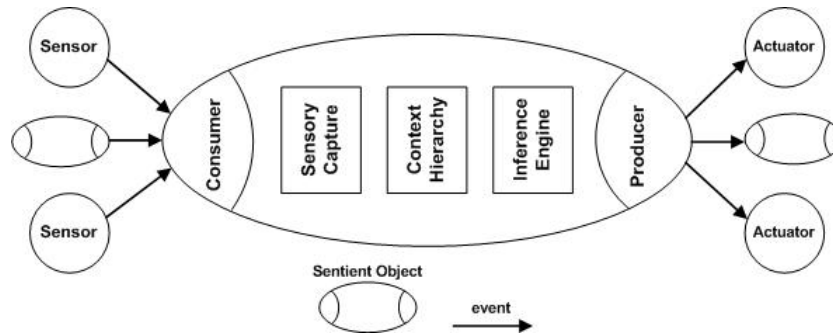 Sensor
Sensor
Consumer
Sensory
Capture
Context
Hierarchy
Inference
Engine
Producer
Actuator
Actuator
Sentient Object
event